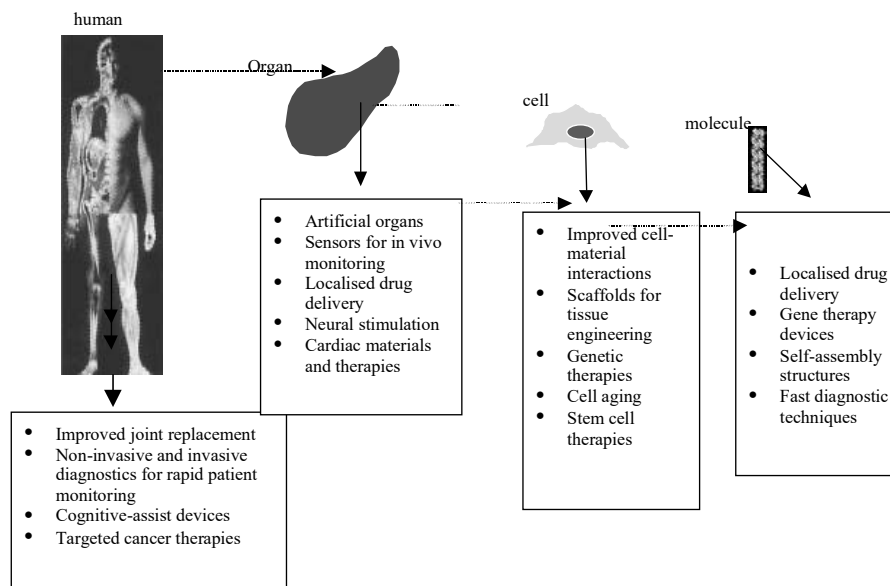 human
Organ
cell
molecule
• Artificial organs
• Sensors for in vivo
monitoring
• Localised drug
delivery
• Neural stimulation
• Cardiac materials
and therapies
• Improved cell-
material
interactions
• Scaffolds for
tissue
engineering
• Genetic
therapies
• Cell aging
• Stem cell
therapies
• Localised drug
delivery
• Gene therapy
devices
• Self-assembly
structures
• Fast diagnostic
techniques
• Improved joint replacement
• Non-invasive and invasive
diagnostics for rapid patient
monitoring
• Cognitive-assist devices
• Targeted cancer therapies